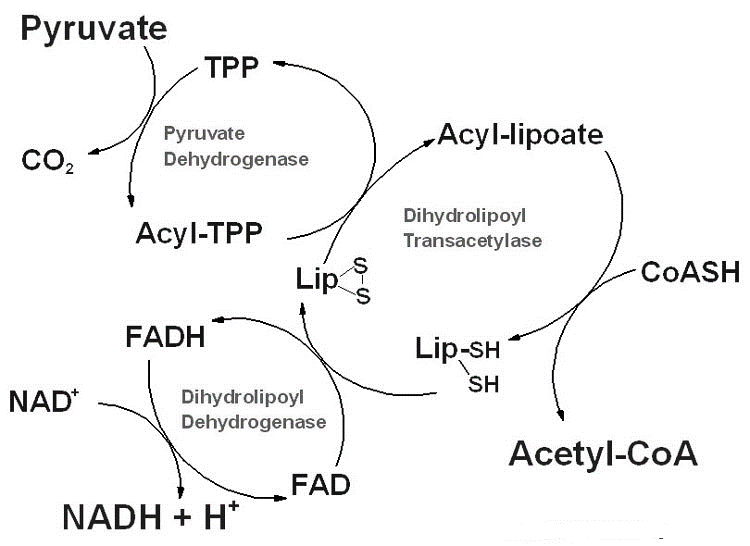 Pyruvate
TPP
CO₂
Pyruvate
Dehydrogenase
Acyl-lipoate
Acyl-TPP
Dihydrolipoyl
Transacetylase
Lip
S
S
CoASH
FADH
Lip-SH
SH
NAD⁺
Dihydrolipoyl
Dehydrogenase
Acetyl-CoA
FAD
NADH + H⁺